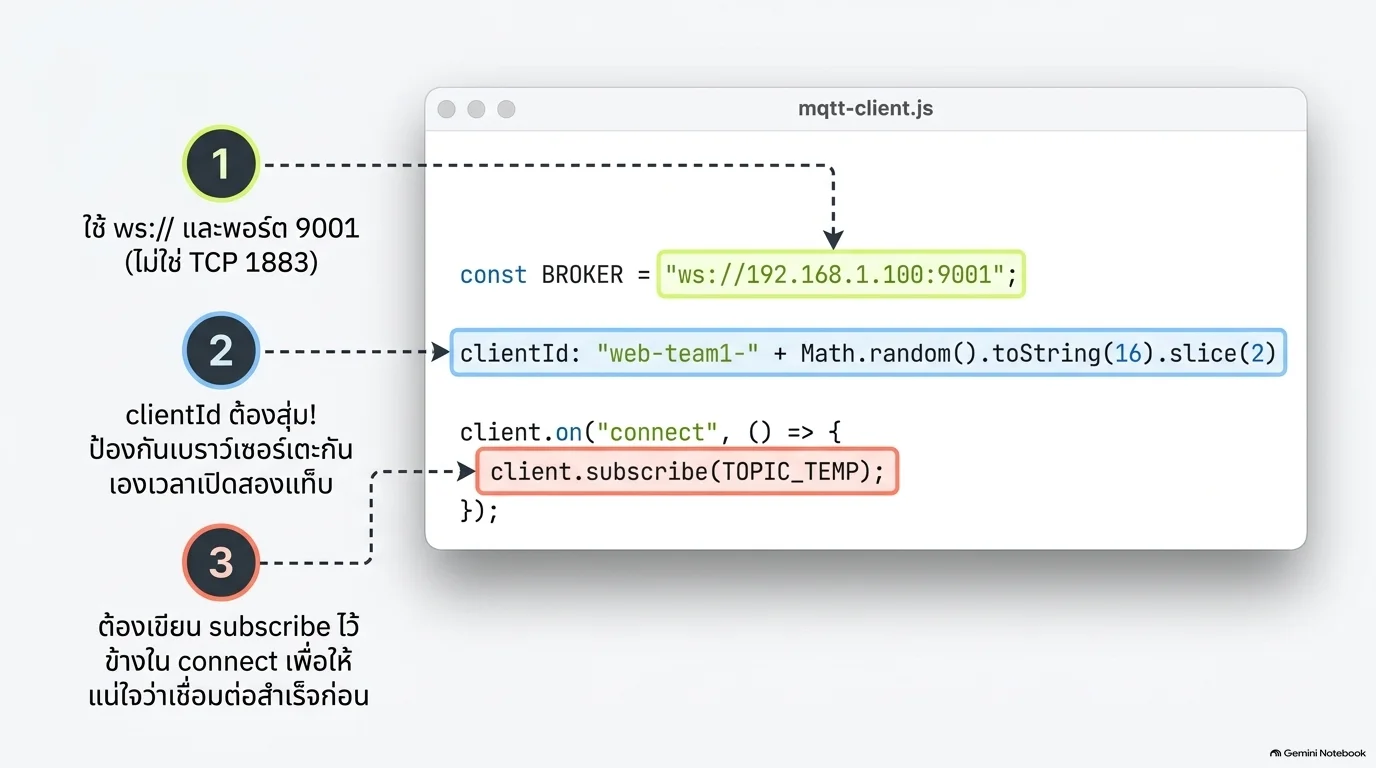 mqtt-client.js
1
ใช้ ws:// และพอร์ต 9001
(ไม่ใช่ TCP 1883)
const BROKER = "ws://192.168.1.100:9001";
2
clientId: "web-team1-" + Math.random().toString(16).slice(2)
clientId ต้องสุ่ม!
ป้องกันเบราว์เซอร์เตะกัน
เองเวลาเปิดสองแท็บ
client.on("connect", () => {
client.subscribe(TOPIC_TEMP);
});
3
ต้องเขียน subscribe ไว้
ข้างใน connect เพื่อให้
แน่ใจว่าเชื่อมต่อสำเร็จก่อน
Gemini Notebook